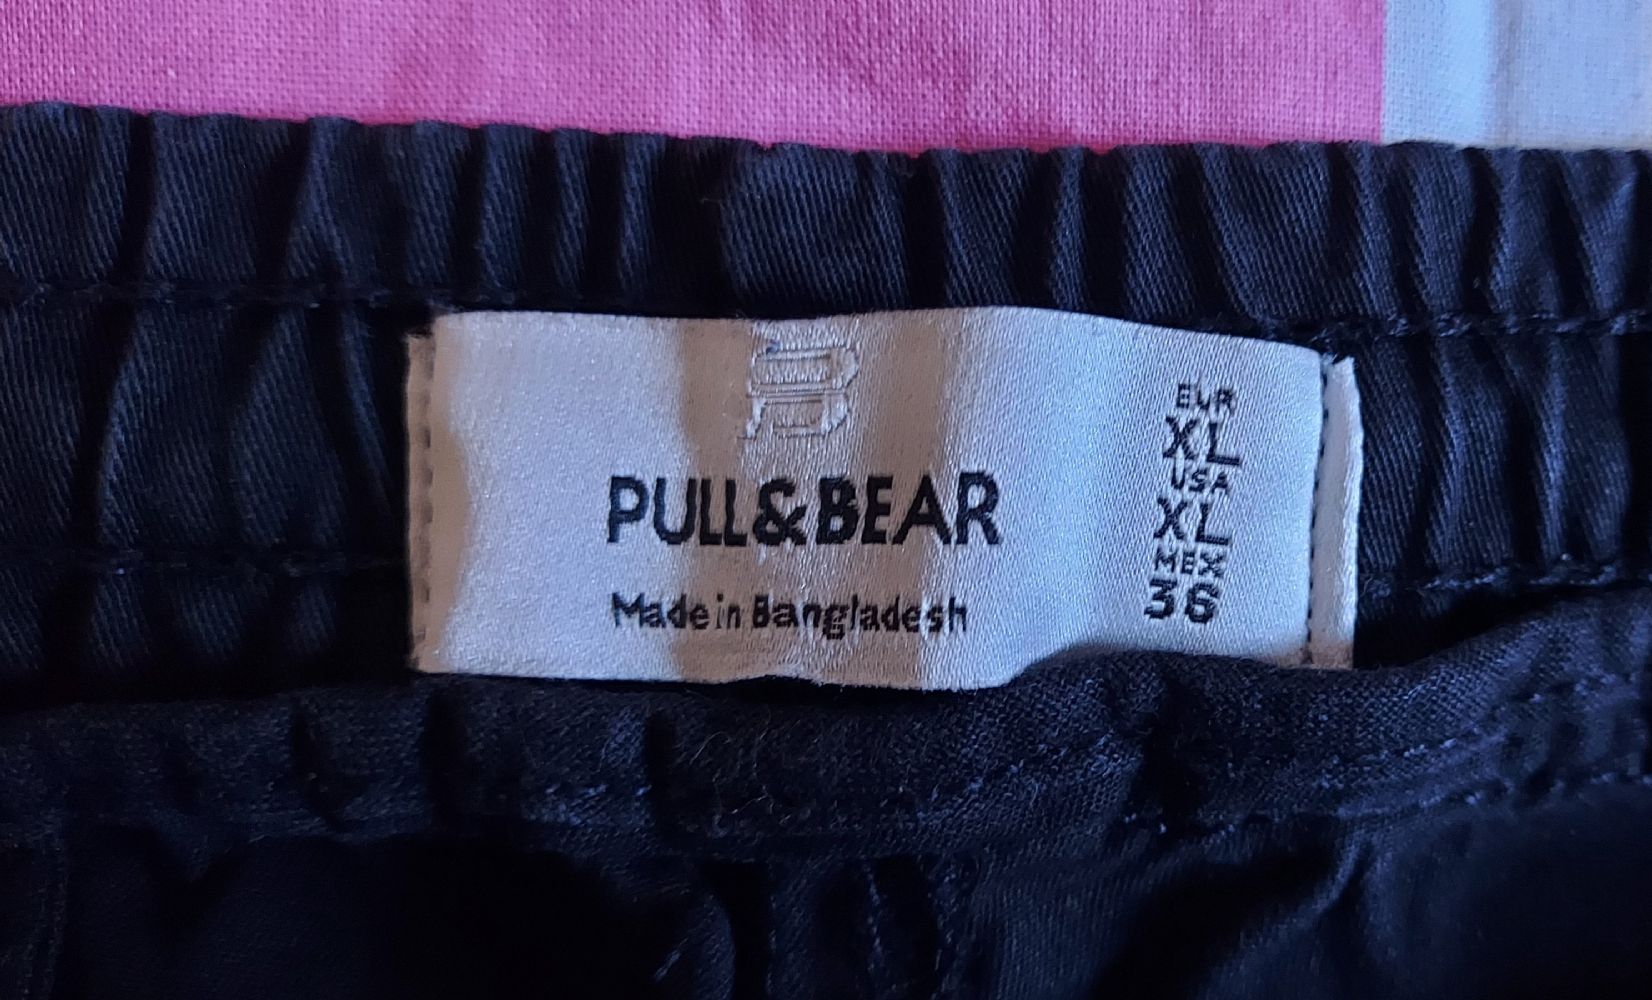 PULL&BEAR
Made in Bangladesh
EUR
XL
USA
XL
MEX
36